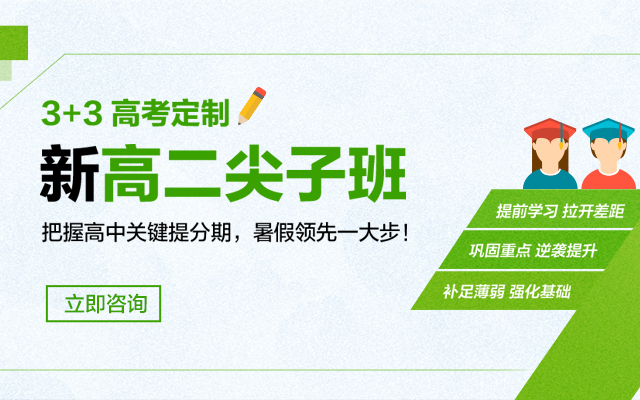 3+3 高考定制
新高二尖子班
把握高中关键提分期，暑假领先一大步！
立即咨询
提前学习 拉开差距
巩固重点 逆袭提升
补足薄弱 强化基础